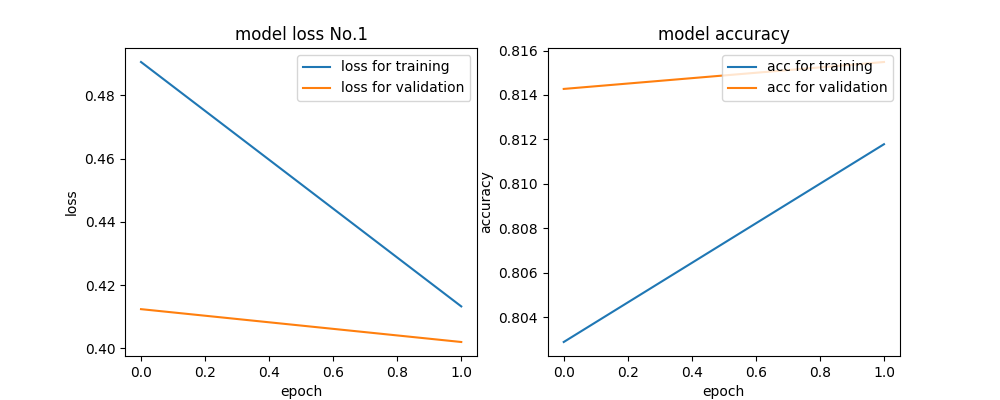 model loss No.1
loss
0.48
0.46
0.44
0.42
0.40
loss for training
loss for validation
0.0 0.2 0.4 0.6 0.8 1.0
epoch
model accuracy
accuracy
0.816
0.814
0.812
0.810
0.808
0.806
0.804
acc for training
acc for validation
0.0 0.2 0.4 0.6 0.8 1.0
epoch